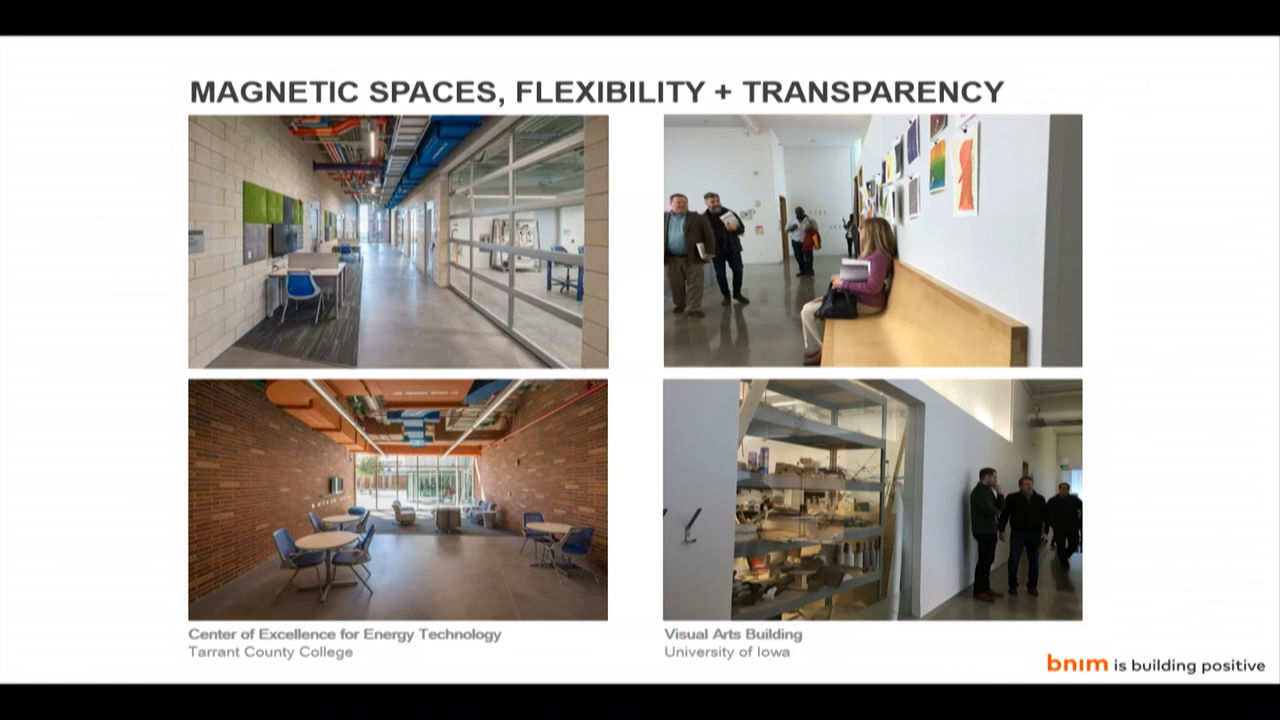 MAGNETIC SPACES, FLEXIBILITY + TRANSPARENCY
Center of Excellence for Energy Technology
Tarrant County College
Visual Arts Building
University of Iowa
bnim is building positive